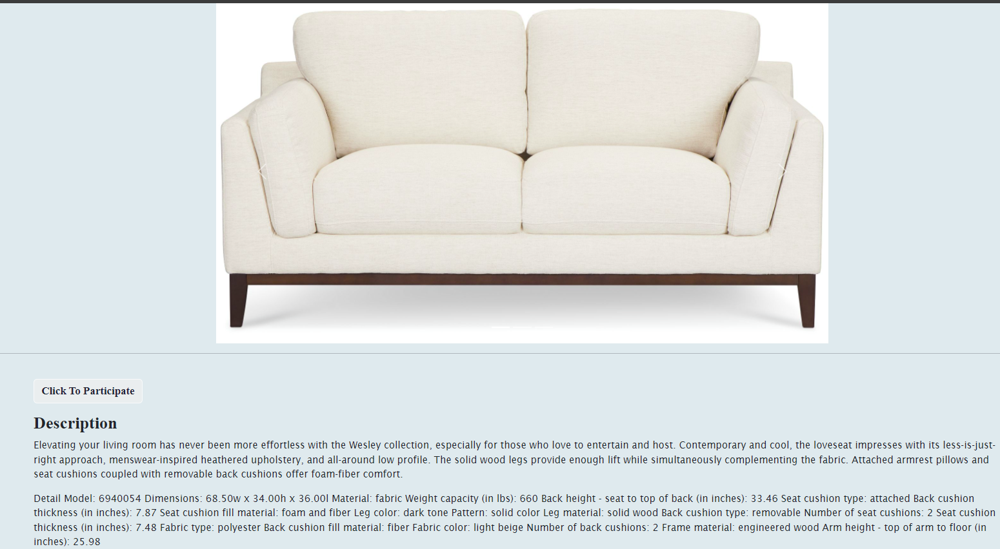 Click To Participate
Description
Elevating your living room has never been more effortless with the Wesley collection, especially for those who love to entertain and host. Contemporary and cool, the loveseat impresses with its less-is-just-
right approach, menswear-inspired heathered upholstery, and all-around low profile. The solid wood legs provide enough lift while simultaneously complementing the fabric. Attached armrest pillows and
seat cushions coupled with removable back cushions offer foam-fiber comfort.
Detail Model: 6940054 Dimensions: 68.50w x 34.00h x 36.00l Material: fabric Weight capacity (in lbs): 660 Back height - seat to top of back (in inches): 33.46 Seat cushion type: attached Back cushion
thickness (in inches): 7.87 Seat cushion fill material: foam and fiber Leg color: dark tone Pattern: solid color Leg material: solid wood Back cushion type: removable Number of seat cushions: 2 Seat cushion
thickness (in inches): 7.48 Fabric type: polyester Back cushion fill material: fiber Fabric color: light beige Number of back cushions: 2 Frame material: engineered wood Arm height - top of arm to floor (in
inches): 25.98